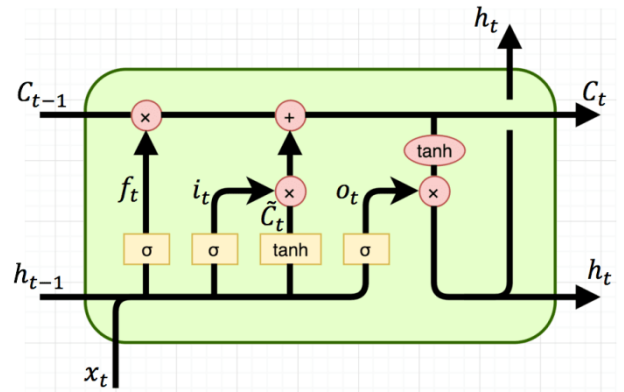 h_t
C_{t-1} × + C_t
tanh
f_t i_t × o_t ×
C̃_t
σ σ tanh σ
h_{t-1} h_t
x_t